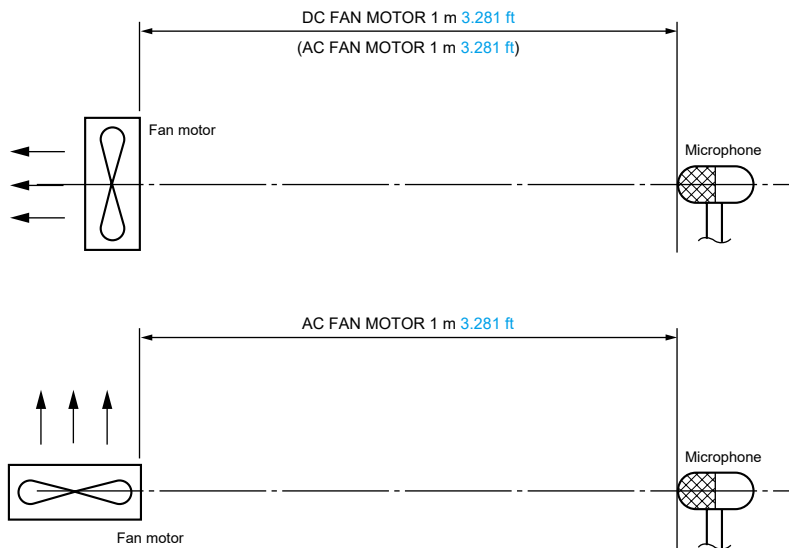 DC FAN MOTOR 1 m 3.281 ft
(AC FAN MOTOR 1 m 3.281 ft)
Fan motor
Microphone
AC FAN MOTOR 1 m 3.281 ft
Microphone
Fan motor